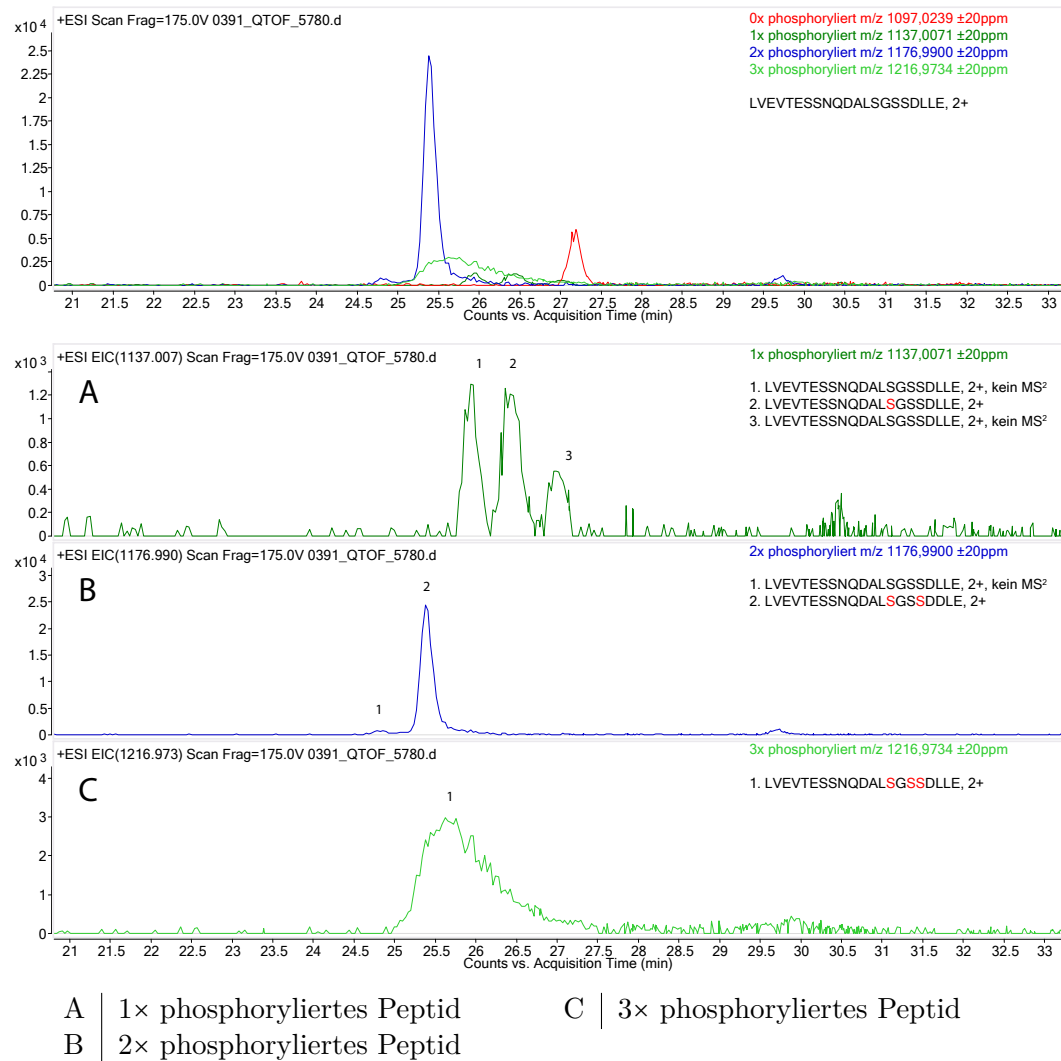 x10 4
+ESI Scan Frag=175.0V 0391_QTOF_5780.d
0x phosphoryliert m/z 1097,0239 ±20ppm
1x phosphoryliert m/z 1137,0071 ±20ppm
2x phosphoryliert m/z 1176,9900 ±20ppm
3x phosphoryliert m/z 1216,9734 ±20ppm
LVEVTESSNQDALSGSSDLLE, 2+
2.5
2.25
2
1.75
1.5
1.25
1
0.75
0.5
0.25
0
21 21.5 22 22.5 23 23.5 24 24.5 25 25.5 26 26.5 27 27.5 28 28.5 29 29.5 30 30.5 31 31.5 32 32.5 33
Counts vs. Acquisition Time (min)
x10 3
+ESI EIC(1137.007) Scan Frag=175.0V 0391_QTOF_5780.d
1x phosphoryliert m/z 1137,0071 ±20ppm
A
1 2 3
1. LVEVTESSNQDALSGSSDLLE, 2+, kein MS²
2. LVEVTESSNQDALSGSSDLLE, 2+
3. LVEVTESSNQDALSGSSDLLE, 2+, kein MS²
1.2
1
0.8
0.6
0.4
0.2
0
x10 4
+ESI EIC(1176.990) Scan Frag=175.0V 0391_QTOF_5780.d
2x phosphoryliert m/z 1176,9900 ±20ppm
B
1 2
1. LVEVTESSNQDALSGSSDLLE, 2+, kein MS²
2. LVEVTESSNQDALSGSSDDLE, 2+
3
2.5
2
1.5
1
0.5
0
x10 3
+ESI EIC(1216.973) Scan Frag=175.0V 0391_QTOF_5780.d
3x phosphoryliert m/z 1216,9734 ±20ppm
C
1
1. LVEVTESSNQDALSGSSDLLE, 2+
4
3
2
1
0
21 21.5 22 22.5 23 23.5 24 24.5 25 25.5 26 26.5 27 27.5 28 28.5 29 29.5 30 30.5 31 31.5 32 32.5 33
Counts vs. Acquisition Time (min)
A 1× phosphoryliertes Peptid C 3× phosphoryliertes Peptid
B 2× phosphoryliertes Peptid